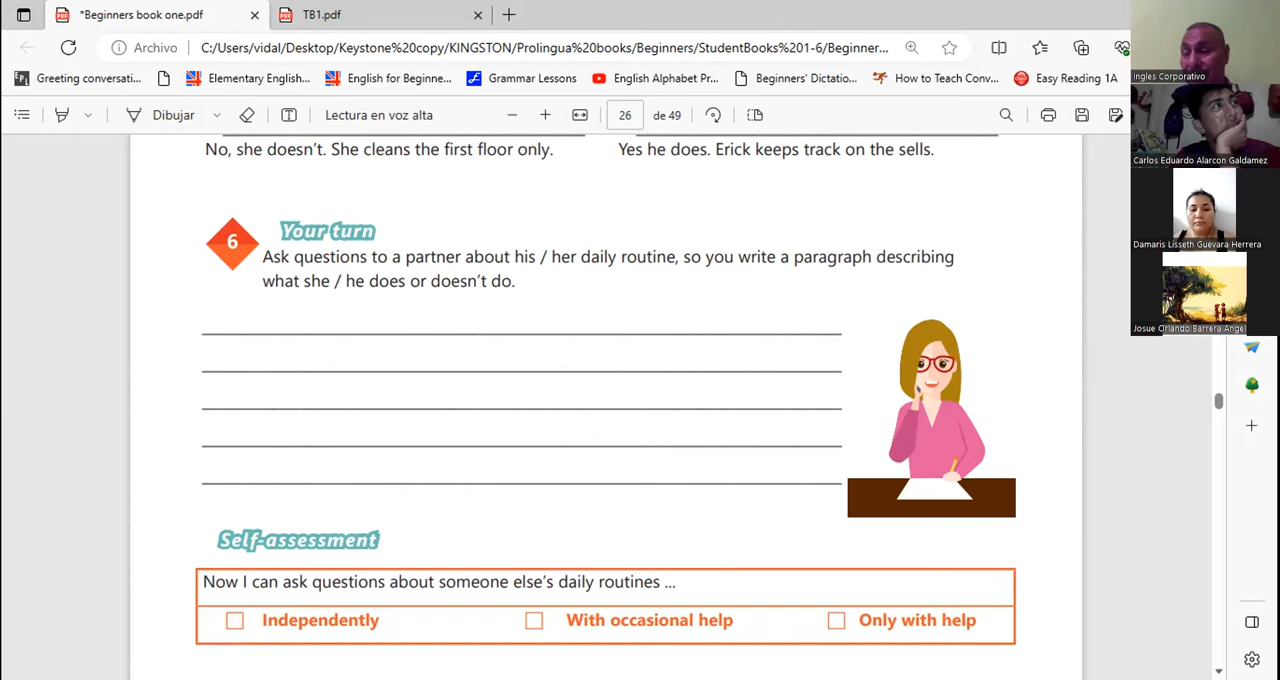 *Beginners book one.pdf
TB1.pdf
Archivo
C:/Users/vidal/Desktop/Keystone%20copy/KINGSTON/Prolingua%20books/Beginners/StudentBooks%201-6/Beginner...
Greeting conversati...
Elementary English...
English for Beginne...
Grammar Lessons
English Alphabet Pr...
Beginners' Dictatio...
How to Teach Conv...
Easy Reading 1A
Dibujar
Lectura en voz alta
26
de 49
No, she doesn't. She cleans the first floor only.
Yes he does. Erick keeps track on the sells.
6
Your turn
Ask questions to a partner about his / her daily routine, so you write a paragraph describing
what she / he does or doesn't do.
Self-assessment
Now I can ask questions about someone else's daily routines ...
Independently
With occasional help
Only with help
Ingles Corporativo
Carlos Eduardo Alarcon Galdamez
Damaris Lisseth Guevara Herrera
Josue Orlando Barrera Angel